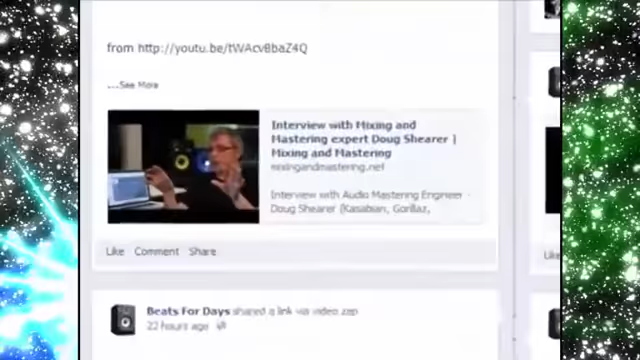 from http://youtu.be/tWAcvBbaZ4Q
...See More
Interview with Mixing and
Mastering expert Doug Shearer |
Mixing and Mastering
mixingandmastering.net
Interview with Audio Mastering Engineer -
Doug Shearer (Kasabian, Gorillaz,
Like Comment Share
Like
Beats For Days shared a link via video zap
22 hours ago